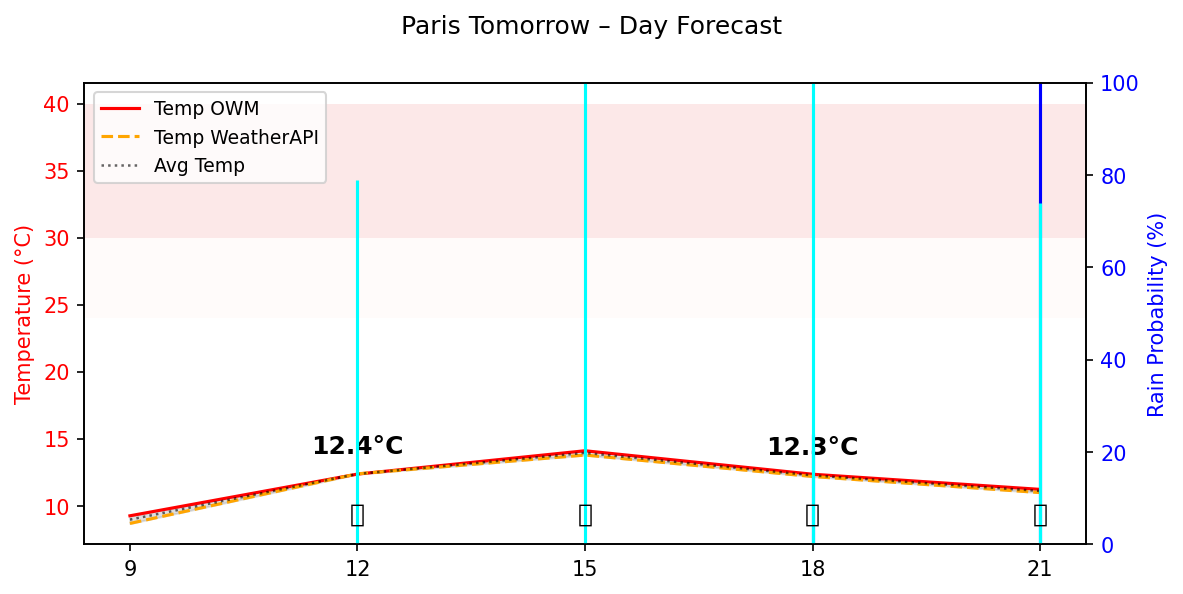 Paris Tomorrow – Day Forecast
Temp OWM
Temp WeatherAPI
Avg Temp
Temperature (°C)
40
35
30
25
20
15
10
Rain Probability (%)
100
80
60
40
20
0
12.4°C
12.3°C
9
12
15
18
21